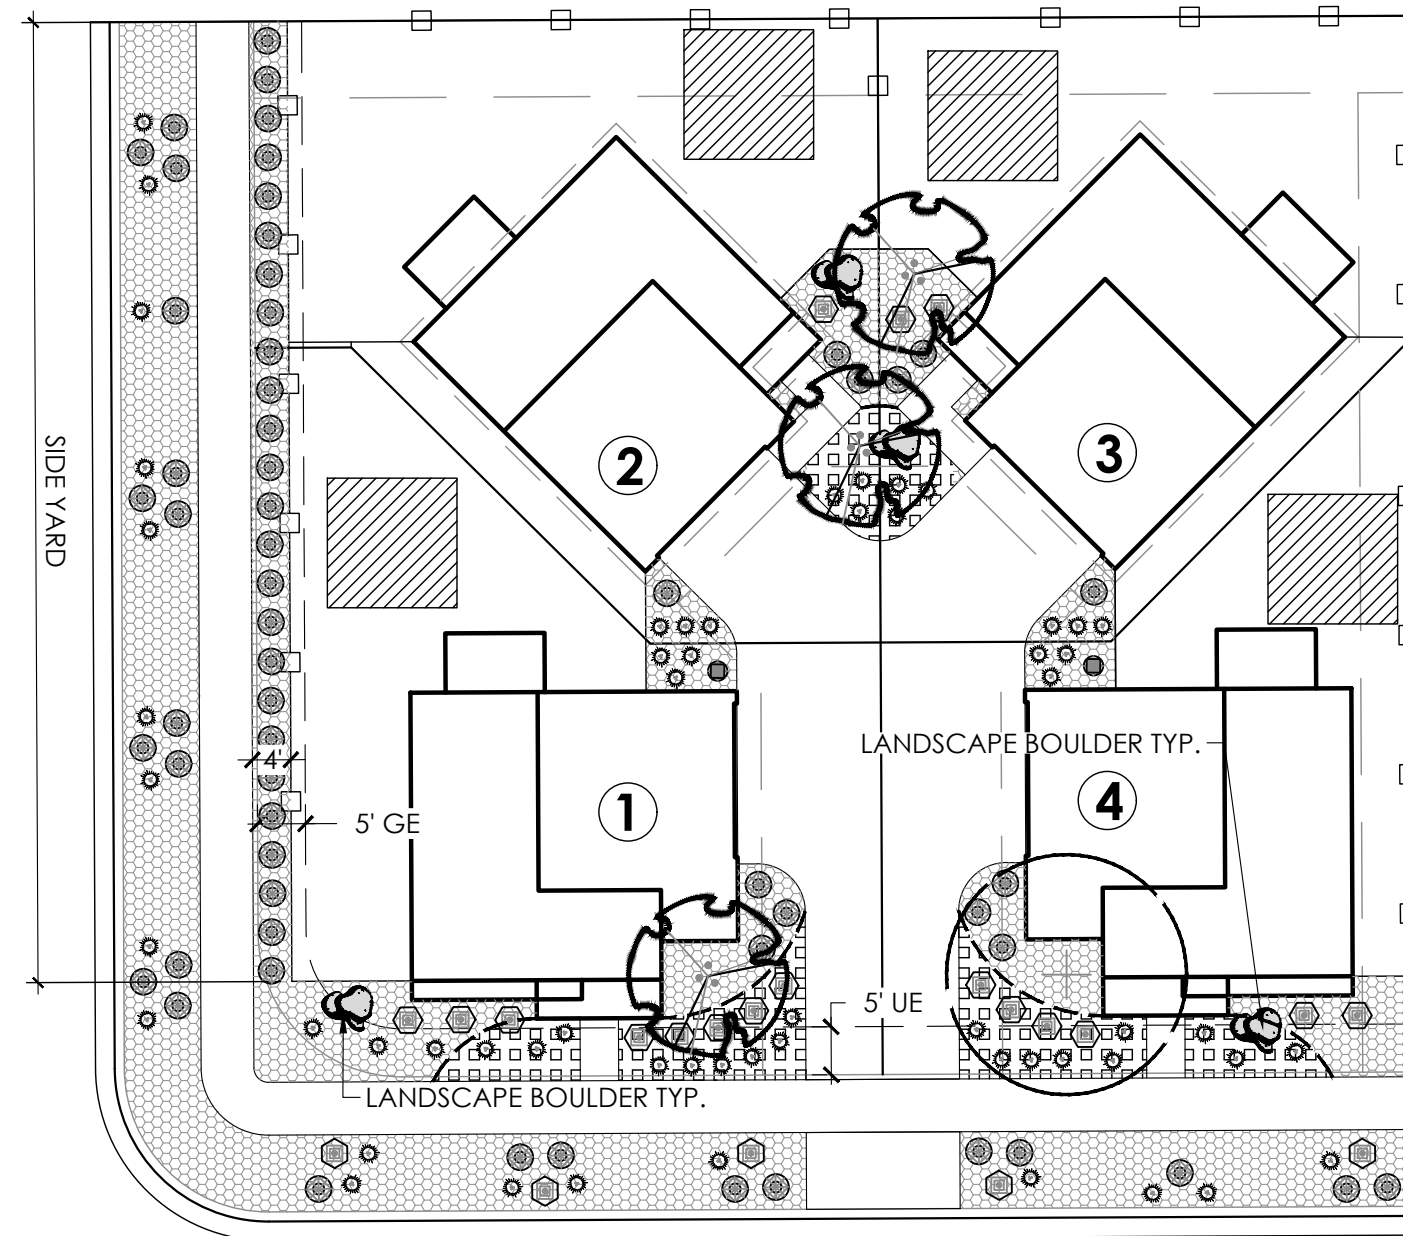 SIDE YARD
2
3
LANDSCAPE BOULDER TYP.
4'
5' GE
1
4
5' UE
LANDSCAPE BOULDER TYP.